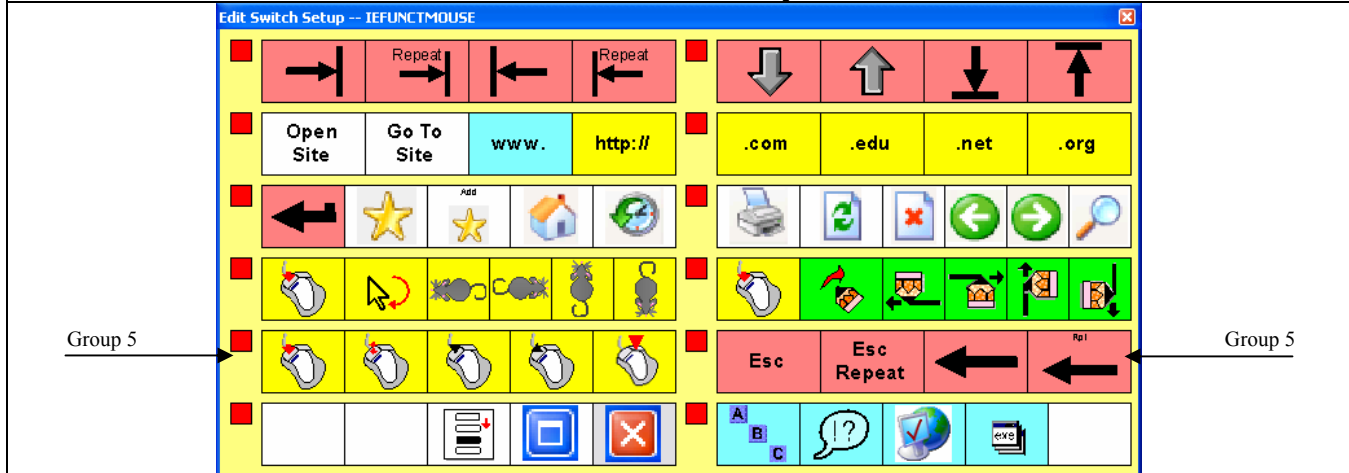 Edit Switch Setup -- IEFUNCTMOUSE
Repeat
Repeat
Open Site
Go To Site
www.
http://
.com
.edu
.net
.org
Add
Group 5
Esc
Esc Repeat
Rpt
Group 5
A
B
C
!?
exe